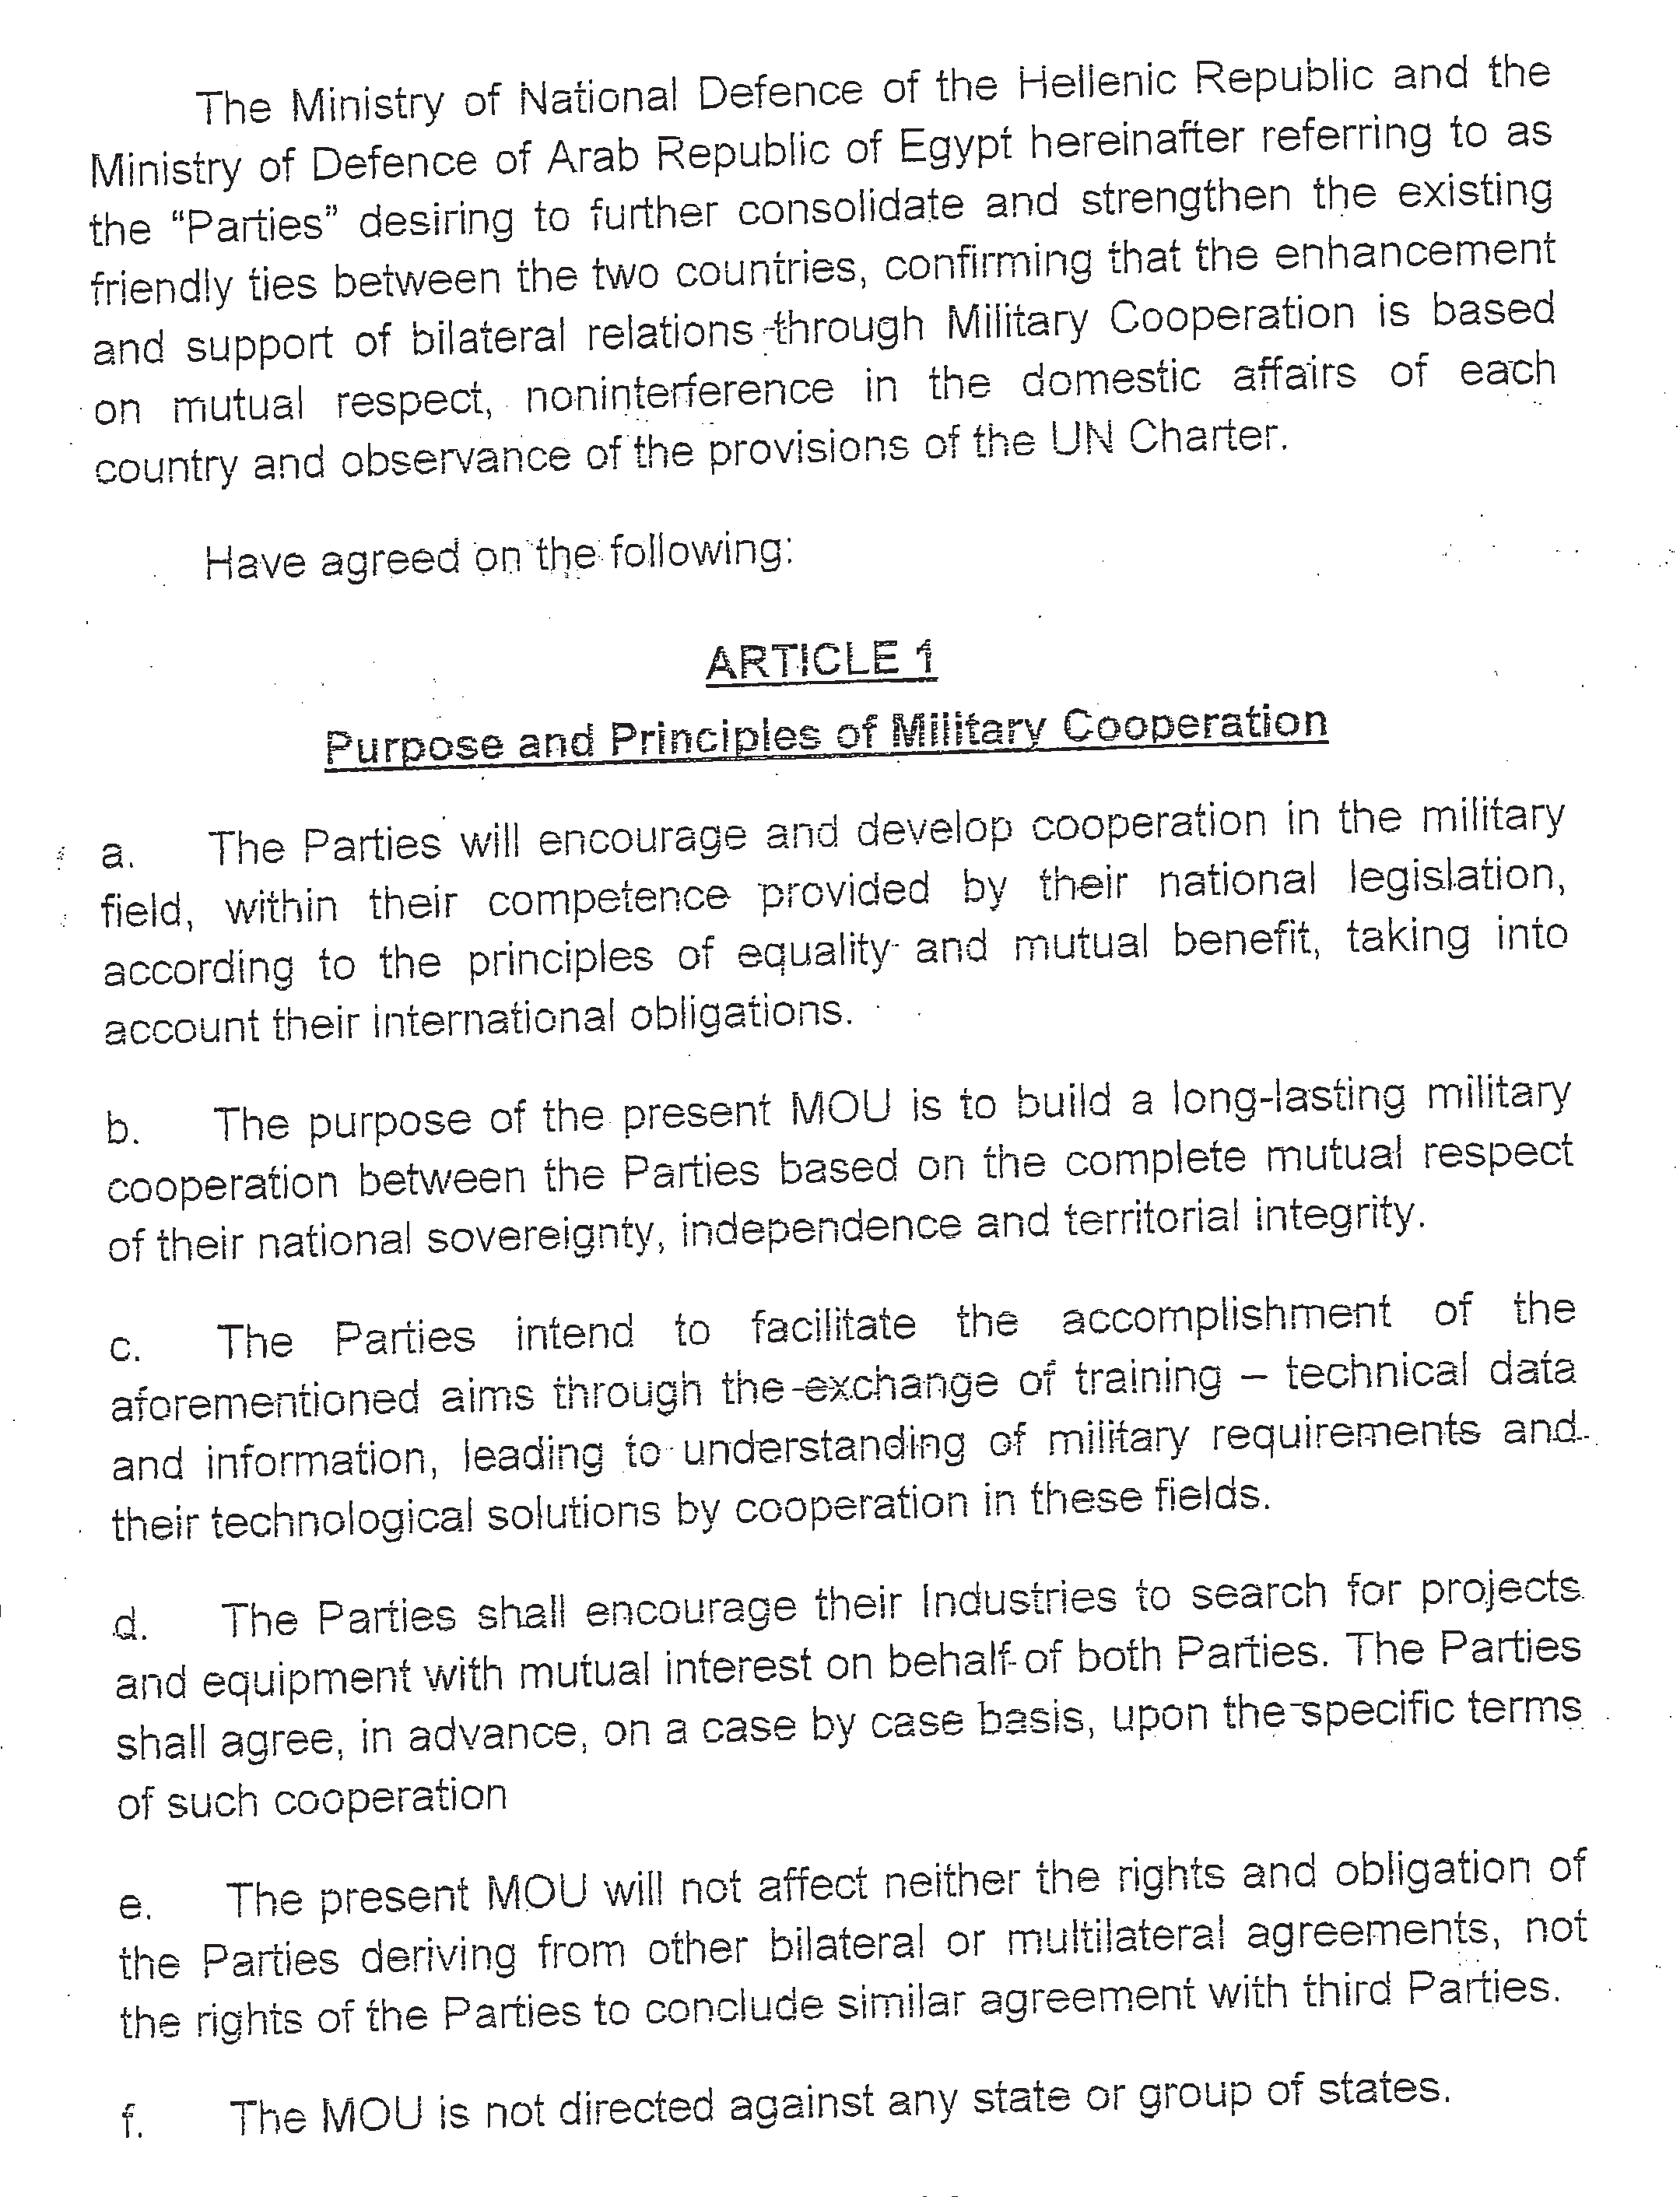 The Ministry of National Defence of the Hellenic Republic and the
Ministry of Defence of Arab Republic of Egypt hereinafter referring to as
the “Parties” desiring to further consolidate and strengthen the existing
friendly ties between the two countries, confirming that the enhancement
and support of bilateral relations through Military Cooperation is based
on mutual respect, noninterference in the domestic affairs of each
country and observance of the provisions of the UN Charter.
Have agreed on the following:
ARTICLE 1
Purpose and Principles of Military Cooperation
a. The Parties will encourage and develop cooperation in the military
field, within their competence provided by their national legislation,
according to the principles of equality and mutual benefit, taking into
account their international obligations.
b. The purpose of the present MOU is to build a long-lasting military
cooperation between the Parties based on the complete mutual respect
of their national sovereignty, independence and territorial integrity.
c. The Parties intend to facilitate the accomplishment of the
aforementioned aims through the exchange of training – technical data
and information, leading to understanding of military requirements and
their technological solutions by cooperation in these fields.
d. The Parties shall encourage their Industries to search for projects
and equipment with mutual interest on behalf of both Parties. The Parties
shall agree, in advance, on a case by case basis, upon the specific terms
of such cooperation
e. The present MOU will not affect neither the rights and obligation of
the Parties deriving from other bilateral or multilateral agreements, not
the rights of the Parties to conclude similar agreement with third Parties.
f. The MOU is not directed against any state or group of states.